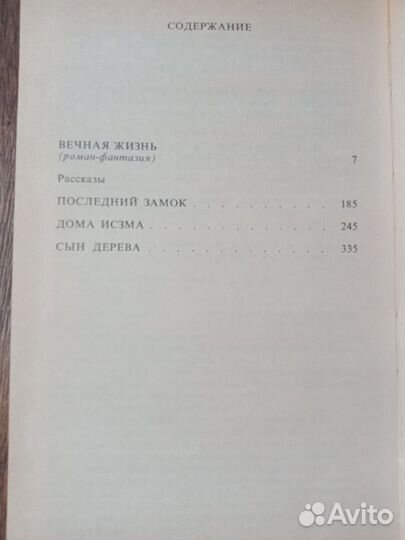 СОДЕРЖАНИЕ
ВЕЧНАЯ ЖИЗНЬ
(роман-фантазия) 7
Рассказы
ПОСЛЕДНИЙ ЗАМОК . . . . . . . . . . . 185
ДОМА ИСЗМА . . . . . . . . . . . . . 245
СЫН ДЕРЕВА . . . . . . . . . . . . . 335
Avito